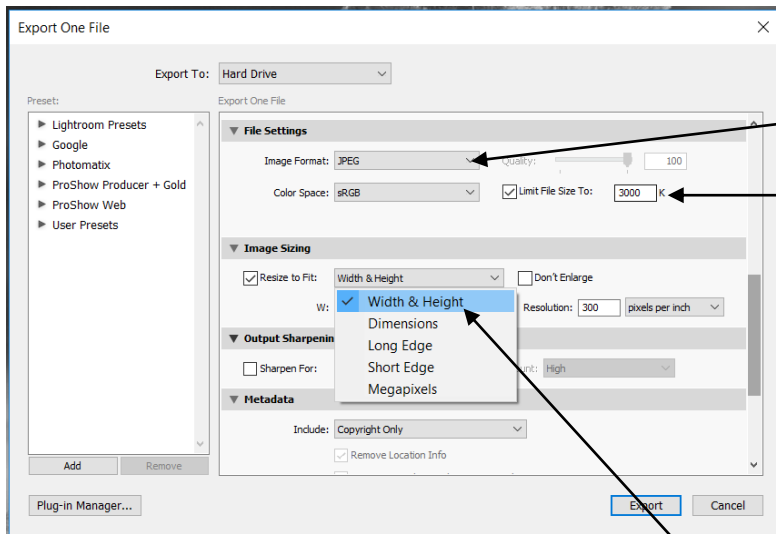 Export One File
Export To: Hard Drive
Preset:
Export One File
Lightroom Presets
Google
Photomatix
ProShow Producer + Gold
ProShow Web
User Presets
File Settings
Image Format: JPEG Quality: 100
Color Space: sRGB Limit File Size To: 3000 K
Image Sizing
Resize to Fit: Width & Height Don't Enlarge
W: Resolution: 300 pixels per inch
Width & Height
Dimensions
Long Edge
Short Edge
Megapixels
Output Sharpenin
Sharpen For: High
Metadata
Include: Copyright Only
Remove Location Info
Add Remove
Plug-in Manager... Export Cancel